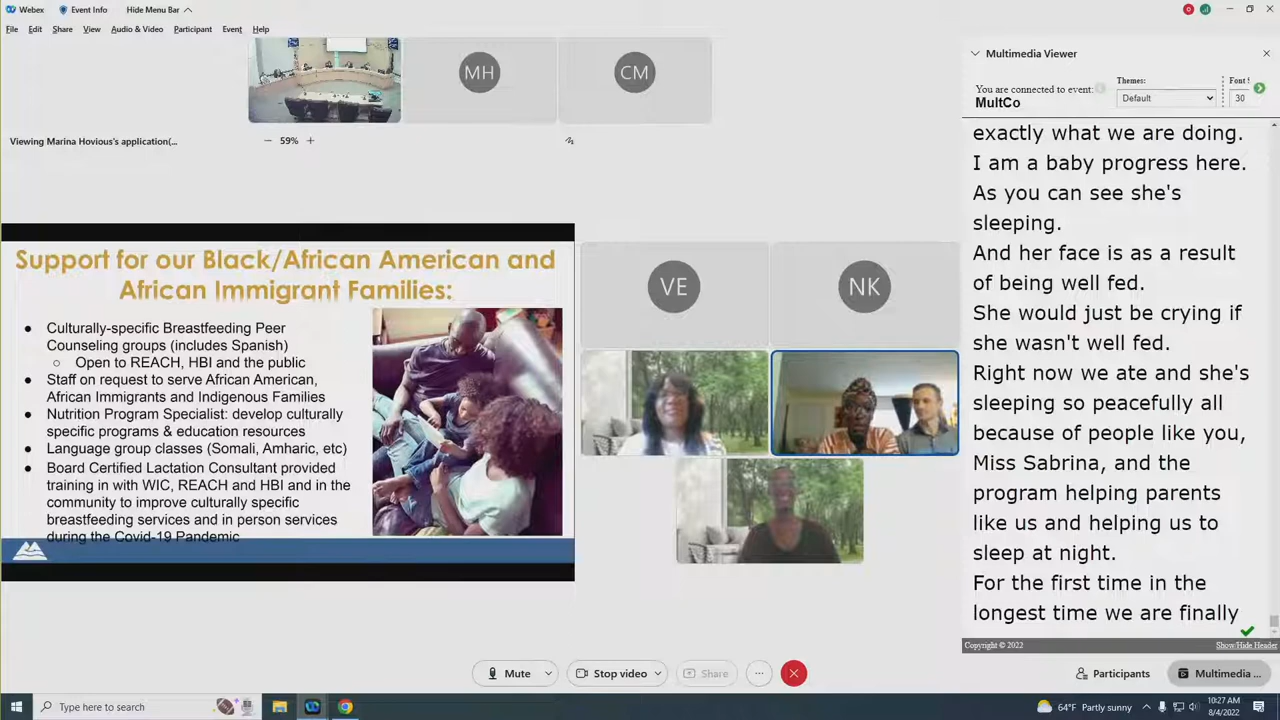 Webex
Event Info
Hide Menu Bar
File Edit Share View Audio & Video Participant Event Help
MH
CM
Viewing Marina Hovious's application(...
59%
Support for our Black/African American and
African Immigrant Families:
● Culturally-specific Breastfeeding Peer
Counseling groups (includes Spanish)
○ Open to REACH, HBI and the public
● Staff on request to serve African American,
African Immigrants and Indigenous Families
● Nutrition Program Specialist: develop culturally
specific programs & education resources
● Language group classes (Somali, Amharic, etc)
● Board Certified Lactation Consultant provided
training in with WIC, REACH and HBI and in the
community to improve culturally specific
breastfeeding services and in person services
during the Covid-19 Pandemic
VE
NK
Multimedia Viewer
You are connected to event:
MultCo
Themes:
Default
Font S
30
exactly what we are doing.
I am a baby progress here.
As you can see she's
sleeping.
And her face is as a result
of being well fed.
She would just be crying if
she wasn't well fed.
Right now we ate and she's
sleeping so peacefully all
because of people like you,
Miss Sabrina, and the
program helping parents
like us and helping us to
sleep at night.
For the first time in the
longest time we are finally
Copyright © 2022
Show/Hide Header
Mute
Stop video
Share
Participants
Multimedia ...
Type here to search
64°F Partly sunny
10:27 AM
8/4/2022